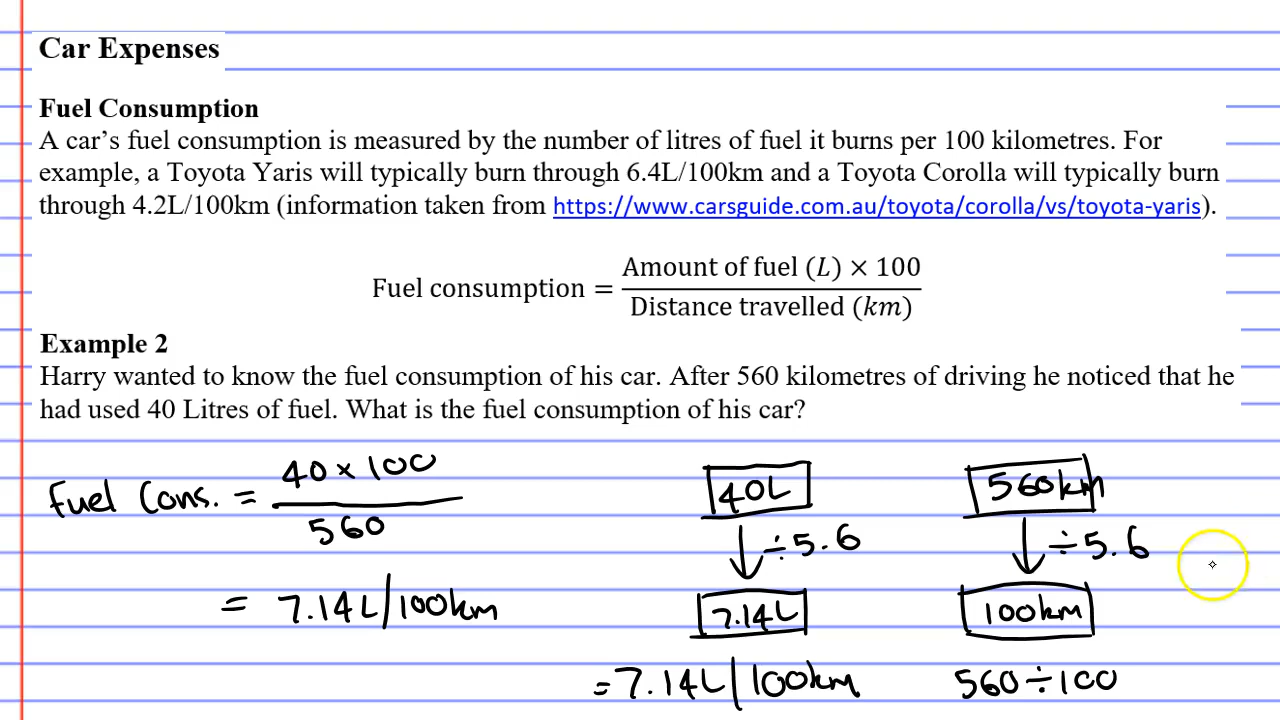 Car Expenses
Fuel Consumption
A car's fuel consumption is measured by the number of litres of fuel it burns per 100 kilometres. For
example, a Toyota Yaris will typically burn through 6.4L/100km and a Toyota Corolla will typically burn
through 4.2L/100km (information taken from https://www.carsguide.com.au/toyota/corolla/vs/toyota-yaris).
Fuel consumption = Amount of fuel (L) × 100 / Distance travelled (km)
Example 2
Harry wanted to know the fuel consumption of his car. After 560 kilometres of driving he noticed that he
had used 40 Litres of fuel. What is the fuel consumption of his car?
Fuel Cons. = 40 × 100 / 560
= 7.14L/100km
40L 560km
÷5.6 ÷5.6
7.14L 100km
= 7.14L/100km 560÷100